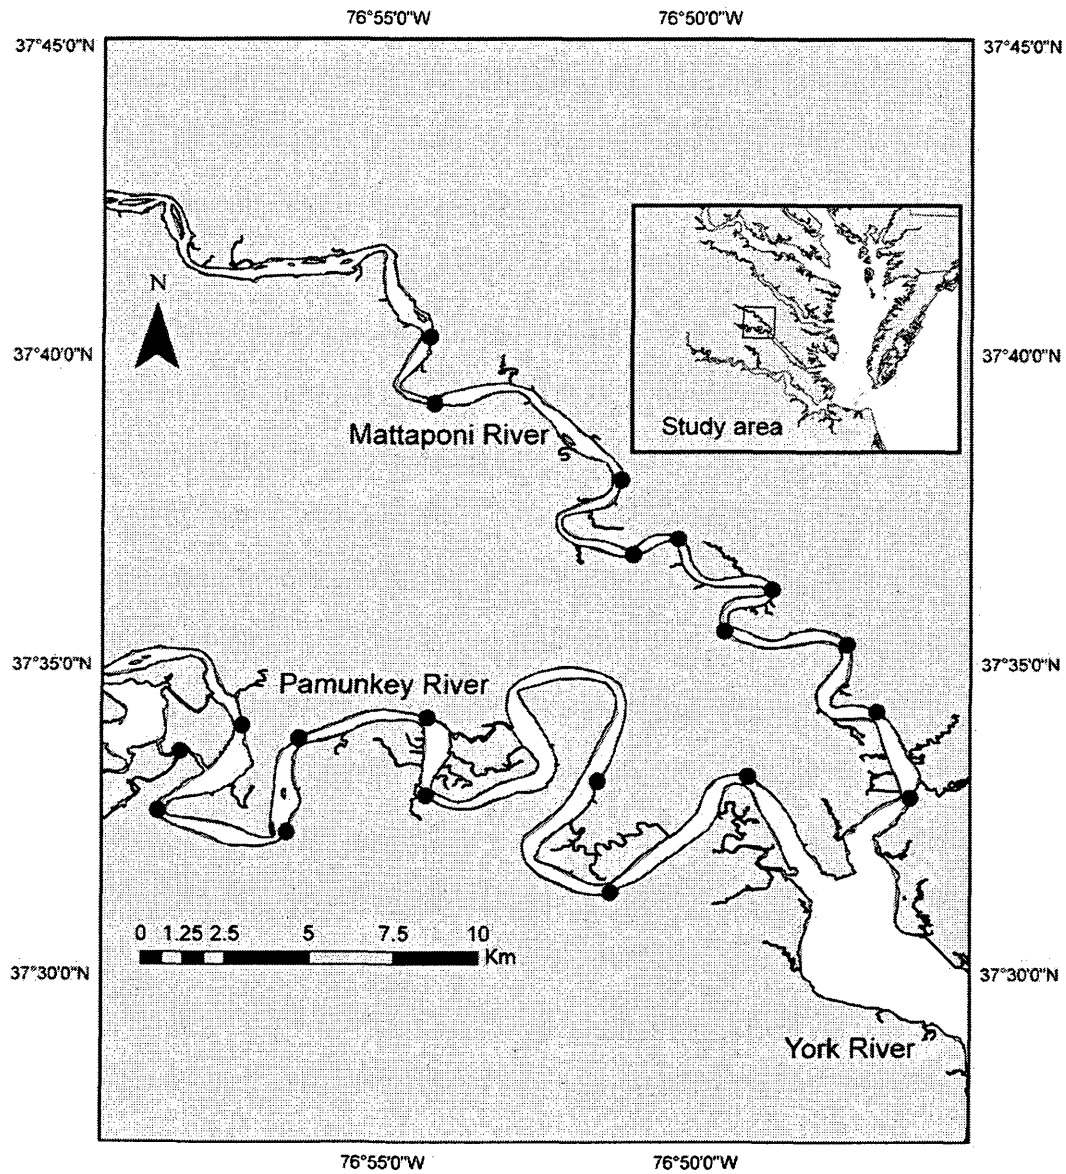 76°55'0"W 76°50'0"W
37°45'0"N 37°45'0"N
N
37°40'0"N 37°40'0"N
Study area
Mattaponi River
37°35'0"N 37°35'0"N
Pamunkey River
0 1.25 2.5 5 7.5 10
Km
37°30'0"N 37°30'0"N
York River
76°55'0"W 76°50'0"W